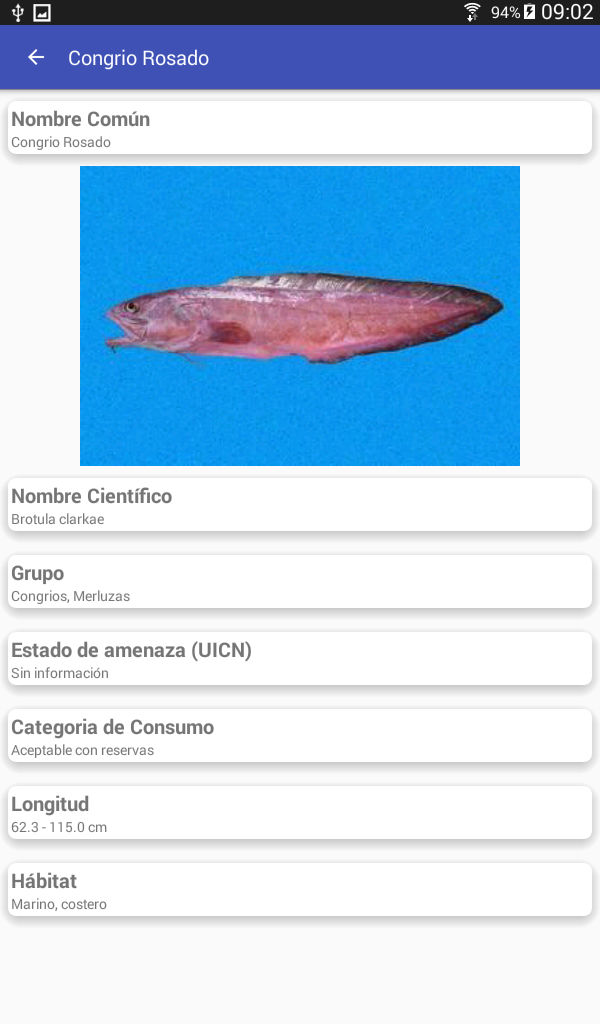 94% 09:02
Congrio Rosado
Nombre Común
Congrio Rosado
Nombre Científico
Brotula clarkae
Grupo
Congrios, Merluzas
Estado de amenaza (UICN)
Sin información
Categoria de Consumo
Aceptable con reservas
Longitud
62.3 - 115.0 cm
Hábitat
Marino, costero